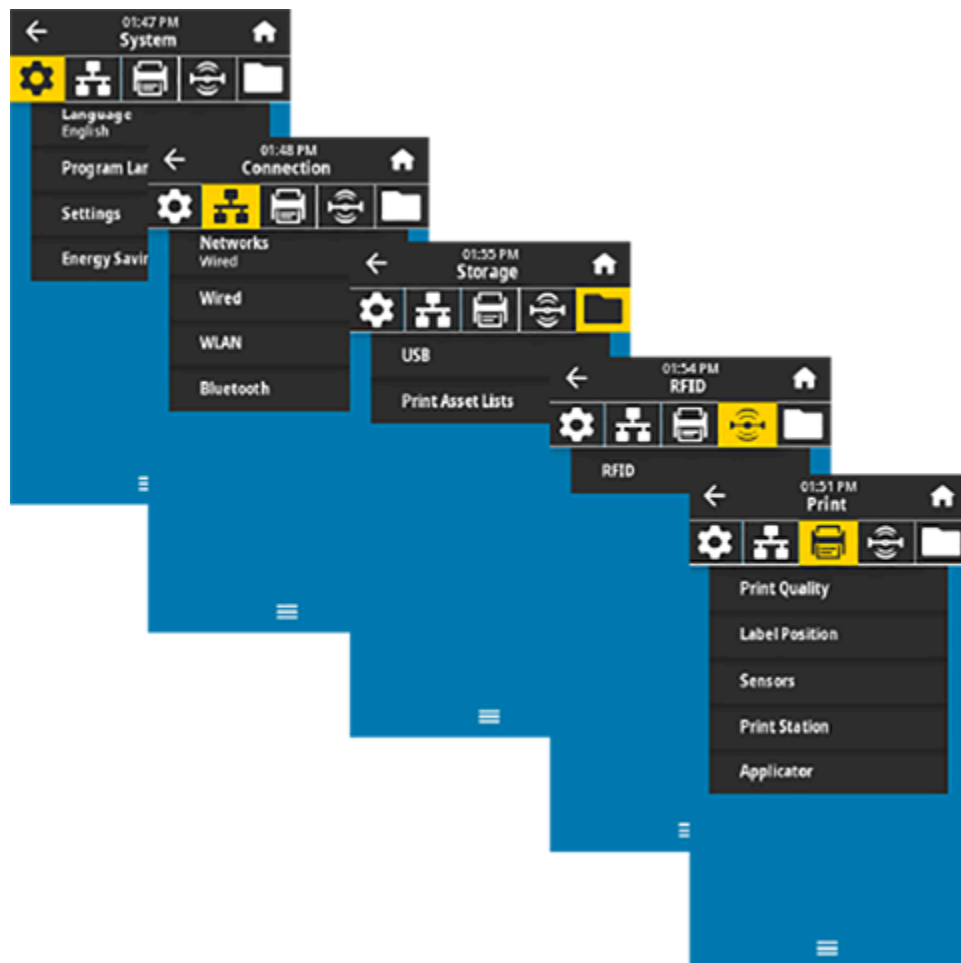 01:47 PM
System
Language
English
Program Lan
Settings
Energy Savin
01:48 PM
Connection
Networks
Wired
Wired
WLAN
Bluetooth
01:55 PM
Storage
USB
Print Asset Lists
01:54 PM
RFID
RFID
01:51 PM
Print
Print Quality
Label Position
Sensors
Print Station
Applicator